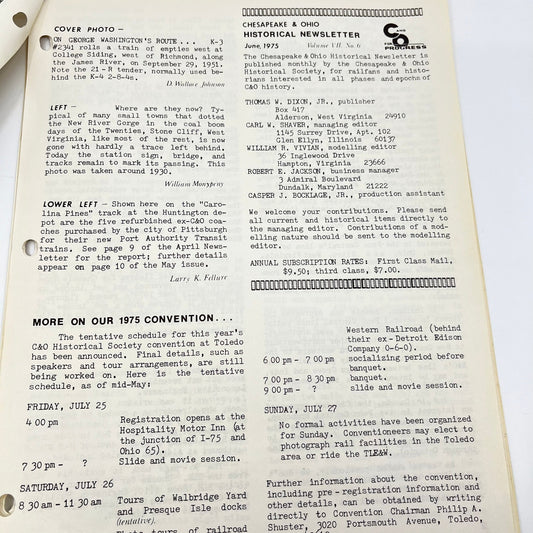 COVER PHOTO –
ON GEORGE WASHINGTON'S ROUTE... K-3
#2341 rolls a train of empties west at
College Siding, west of Richmond, along
the James River, on September 29, 1951.
Note the 21-R tender, normally used be-
hind the K-4 2-8-4s.
D. Wallace Johnson
LEFT – Where are they now? Ty-
pical of many small towns that dotted
the New River Gorge in the coal boom
days of the Twenties, Stone Cliff, West
Virginia, like most of the rest, is now
gone with hardly a trace left behind.
Today the station sign, bridge, and
tracks remain to mark its passing. This
photo was taken around 1930.
William Monypeny
LOWER LEFT – Shown here on the "Caro-
lina Pines" track at the Huntington de-
pot are the five refurbished ex-C&O coa-
ches purchased by the city of Pittsburgh
for their new Port Authority Transit
trains. See page 9 of the April News-
letter for the report; further details
appear on page 10 of the May issue.
Larry K. Fellure
CHESAPEAKE & OHIO
HISTORICAL NEWSLETTER
June, 1975 Volume VII, No. 6
C AND O
FOR PROGRESS
The Chesapeake & Ohio Historical Newsletter is
published monthly by the Chesapeake & Ohio
Historical Society, for railfans and histo-
rians interested in all phases and epochs of
C&O history.
THOMAS W. DIXON, JR., publisher
Box 417
Alderson, West Virginia 24910
CARL W. SHAVER, managing editor
1145 Surrey Drive, Apt. 102
Glen Ellyn, Illinois 60137
WILLIAM R. VIVIAN, modelling editor
36 Inglewood Drive
Hampton, Virginia 23666
ROBERT E. JACKSON, business manager
3 Admiral Boulevard
Dundalk, Maryland 21222
CASPER J. BOCKLAGE, JR., production assistant
We welcome your contributions. Please send
all current and historical items directly to
the managing editor. Contributions of a mod-
elling nature should be sent to the modelling
editor.
ANNUAL SUBSCRIPTION RATES: First Class Mail,
$9.50; third class, $7.00.
MORE ON OUR 1975 CONVENTION...
The tentative schedule for this year's
C&O Historical Society convention at Toledo
has been announced. Final details, such as
speakers and tour arrangements, are still
being worked on. Here is the tentative
schedule, as of mid-May:
FRIDAY, JULY 25
4 00 pm Registration opens at the
Hospitality Motor Inn (at
the junction of I-75 and
Ohio 65).
7 30 pm – ? Slide and movie session.
SATURDAY, JULY 26
8 30 am - 11 30 am Tours of Walbridge Yard
and Presque Isle docks
(tentative).
Western Railroad (behind
their ex-Detroit Edison
Company 0-6-0).
6 00 pm - 7 00 pm socializing period before
banquet.
7 00 pm - 8 30 pm banquet.
9 00 pm - ? slide and movie session.
SUNDAY, JULY 27
No formal activities have been organized
for Sunday. Conventioneers may elect to
photograph rail facilities in the Toledo
area or ride the TLE&W.
Further information about the convention,
including pre-registration information and
other details, can be obtained by writing
directly to Convention Chairman Philip A.
Shuster, 3020 Portsmouth Avenue, Toledo,